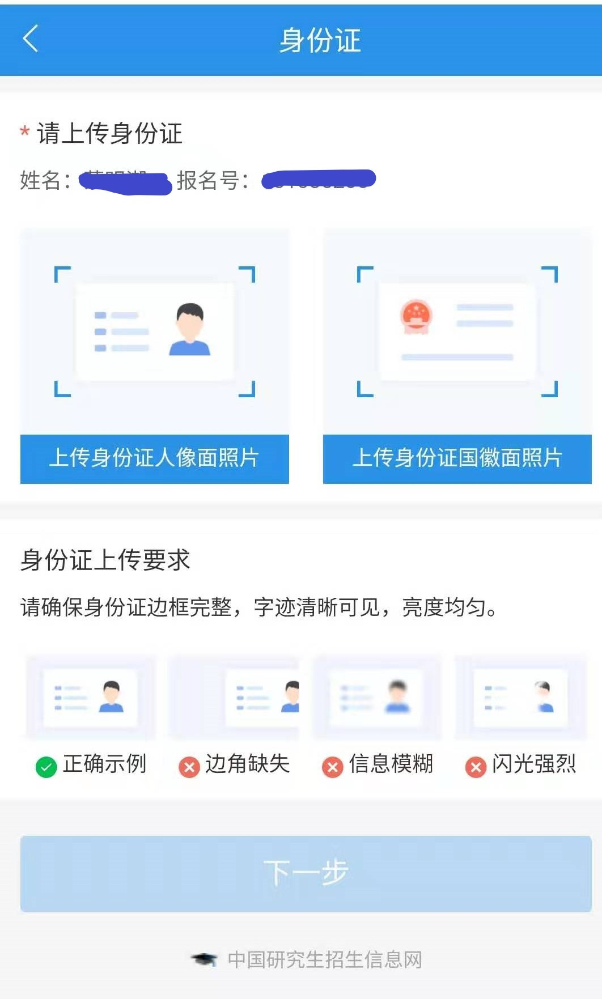 身份证
* 请上传身份证
姓名： 报名号：
上传身份证人像面照片
上传身份证国徽面照片
身份证上传要求
请确保身份证边框完整，字迹清晰可见，亮度均匀。
正确示例 边角缺失 信息模糊 闪光强烈
下一步
中国研究生招生信息网